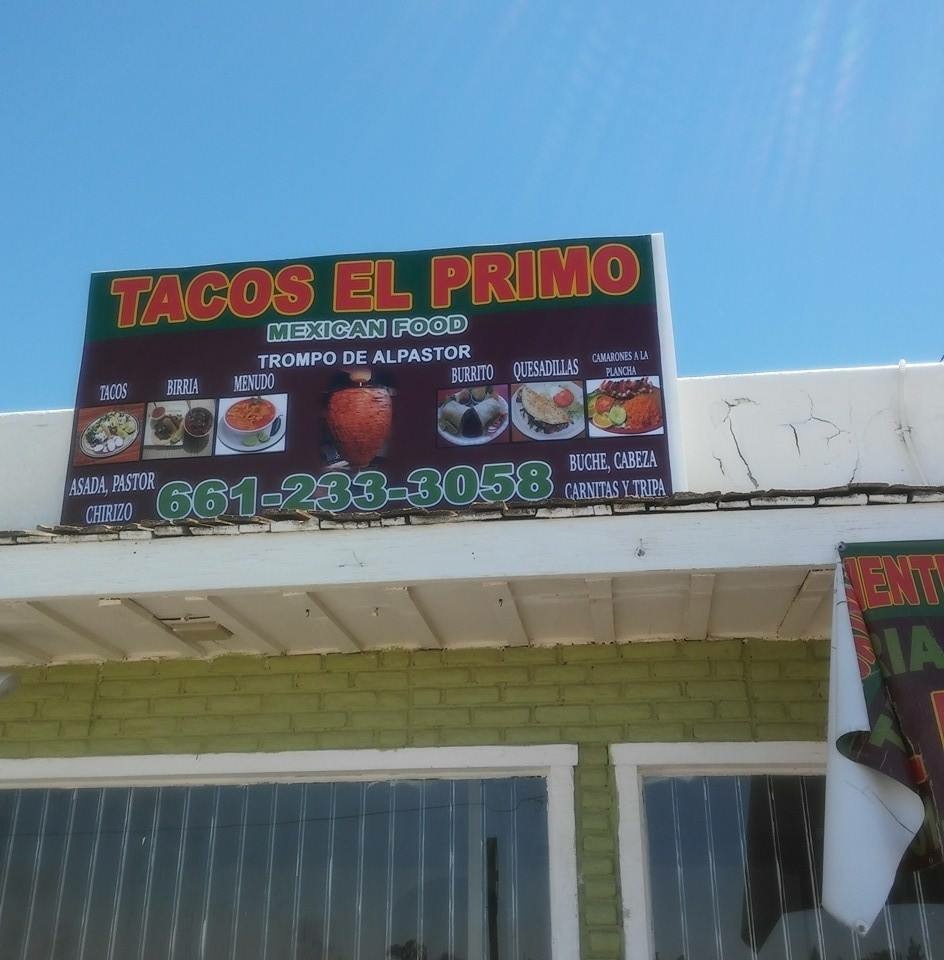 TACOS EL PRIMO
MEXICAN FOOD
TROMPO DE ALPASTOR
TACOS
BIRRIA
MENUDO
BURRITO
QUESADILLAS
CAMARONES A LA
PLANCHA
ASADA, PASTOR
CHIRIZO
661-233-3058
BUCHE, CABEZA
CARNITAS Y TRIPA